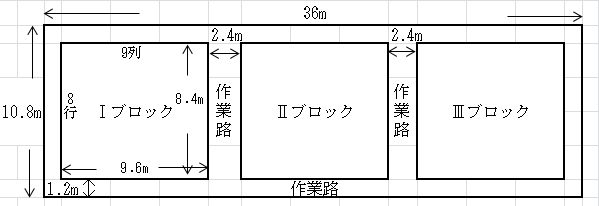 36m
2.4m
2.4m
9列
8行
10.8m
Ⅰブロック
8.4m
作業路
Ⅱブロック
作業路
Ⅲブロック
9.6m
1.2m
作業路